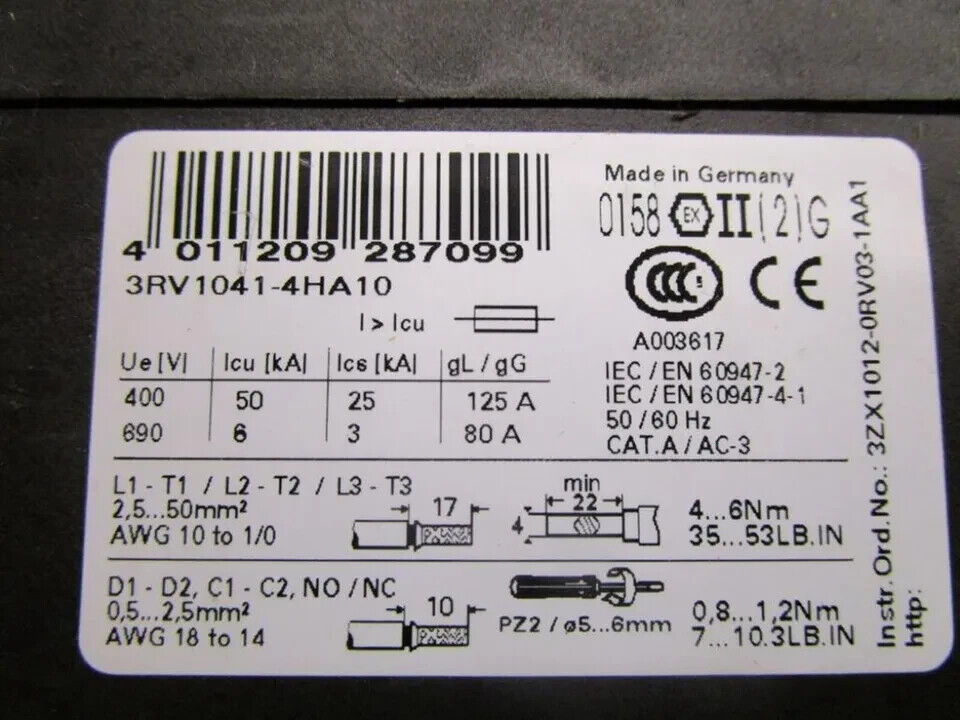 4 011209 287099
3RV1041-4HA10
I > Icu
Made in Germany
0158 EX II (2)G
CCC CE
A003617
IEC / EN 60947-2
IEC / EN 60947-4-1
50 / 60 Hz
CAT.A / AC-3
Ue [V] Icu [kA] Ics [kA] gL / gG
400 50 25 125 A
690 6 3 80 A
L1 - T1 / L2 - T2 / L3 - T3
2,5...50mm²
AWG 10 to 1/0
17
min
22
4
4...6Nm
35...53LB.IN
D1 - D2, C1 - C2, NO / NC
0,5...2,5mm²
AWG 18 to 14
10
PZ2 / ø5...6mm
0,8...1,2Nm
7...10.3LB.IN
Instr. Ord. No.: 3ZX1012-0RV03-1AA1
http: